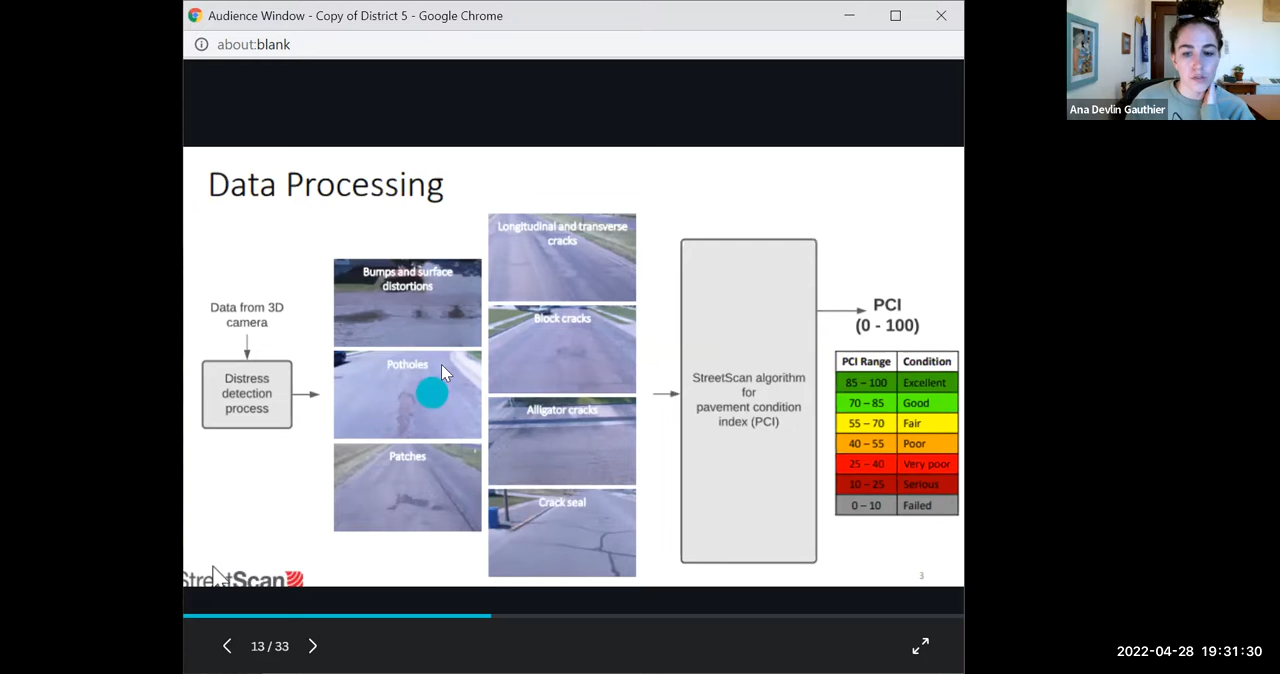 Audience Window - Copy of District 5 - Google Chrome
about:blank
Ana Devlin Gauthier
Data Processing
Data from 3D
camera
Distress
detection
process
Bumps and surface
distortions
Potholes
Patches
Longitudinal and transverse
cracks
Block cracks
Alligator cracks
Crack seal
StreetScan algorithm
for
pavement condition
index (PCI)
PCI
(0 - 100)
PCI Range Condition
85 – 100 Excellent
70 – 85 Good
55 – 70 Fair
40 – 55 Poor
25 – 40 Very poor
10 – 25 Serious
0 – 10 Failed
StreetScan
3
13 / 33
2022-04-28 19:31:30